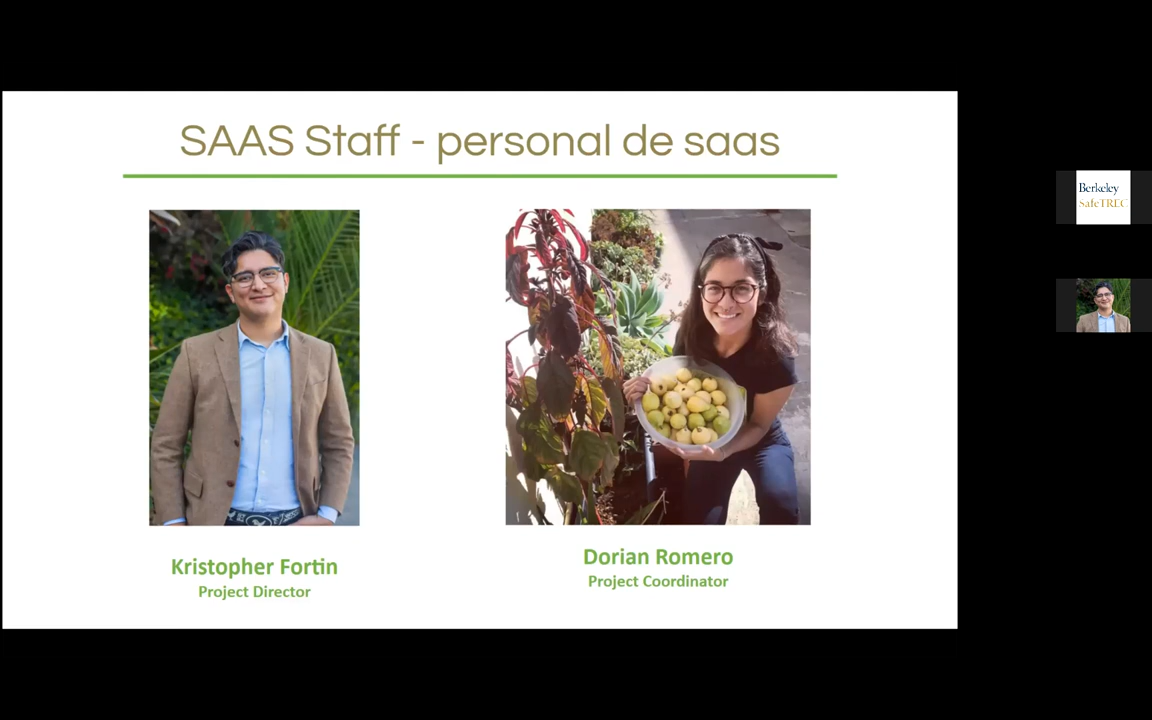 SAAS Staff - personal de saas
Kristopher Fortin
Project Director
Dorian Romero
Project Coordinator
Berkeley
SafeTREC